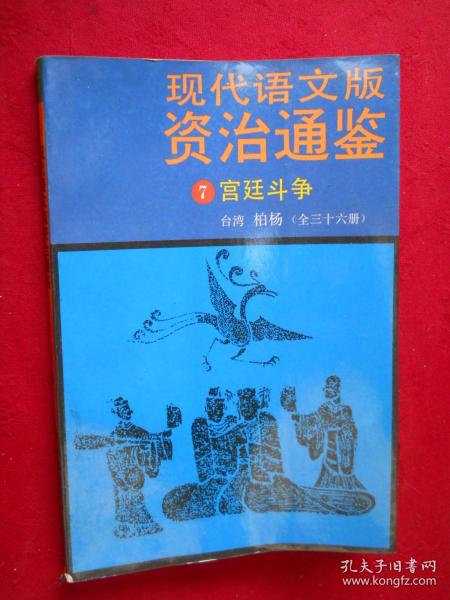 现代语文版
资治通鉴
7 宫廷斗争
台湾 柏杨 (全三十六册)
孔夫子旧书网
www.kongfz.com